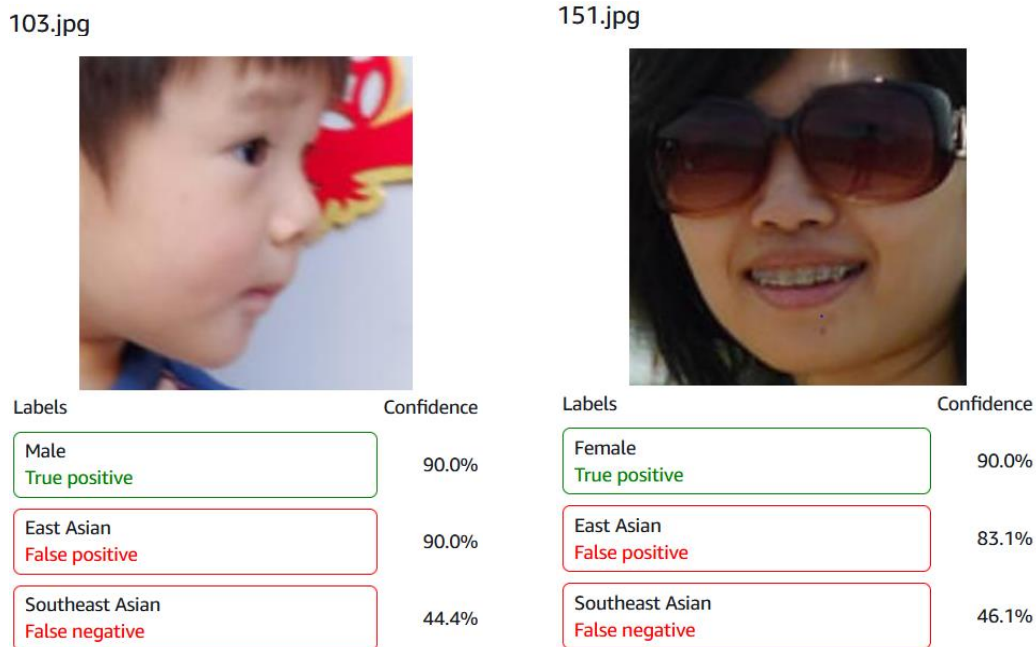 103.jpg
Labels Confidence
Male
True positive
90.0%
East Asian
False positive
90.0%
Southeast Asian
False negative
44.4%
151.jpg
Labels Confidence
Female
True positive
90.0%
East Asian
False positive
83.1%
Southeast Asian
False negative
46.1%